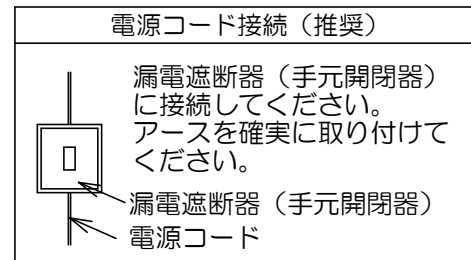 電源コード接続（推奨）
漏電遮断器（手元開閉器）
に接続してください。
アースを確実に取り付けて
ください。
漏電遮断器（手元開閉器）
電源コード